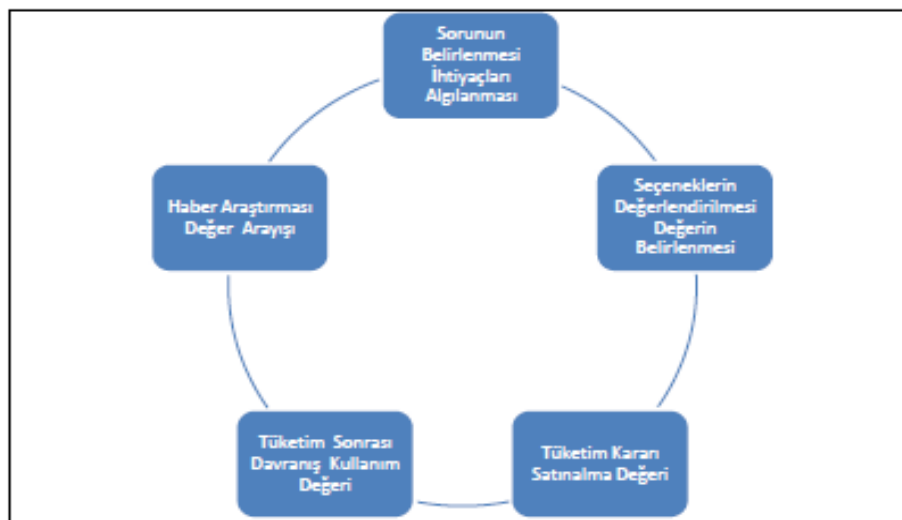 Sorunun
Belirlenmesi
İhtiyaçları
Algılanması
Haber Araştırması
Değer Arayışı
Seçeneklerin
Değerlendirilmesi
Değerin
Belirlenmesi
Tüketim Sonrası
Davranış Kullanım
Değeri
Tüketim Kararı
Satınalma Değeri